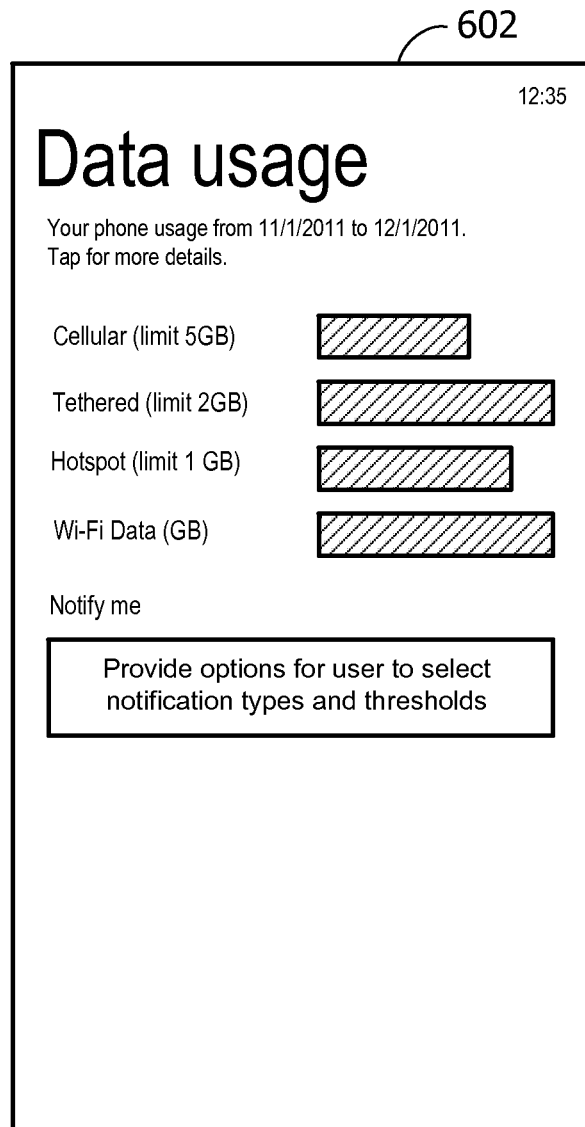 602
12:35
Data usage
Your phone usage from 11/1/2011 to 12/1/2011.
Tap for more details.
Cellular (limit 5GB)
Tethered (limit 2GB)
Hotspot (limit 1 GB)
Wi-Fi Data (GB)
Notify me
Provide options for user to select
notification types and thresholds